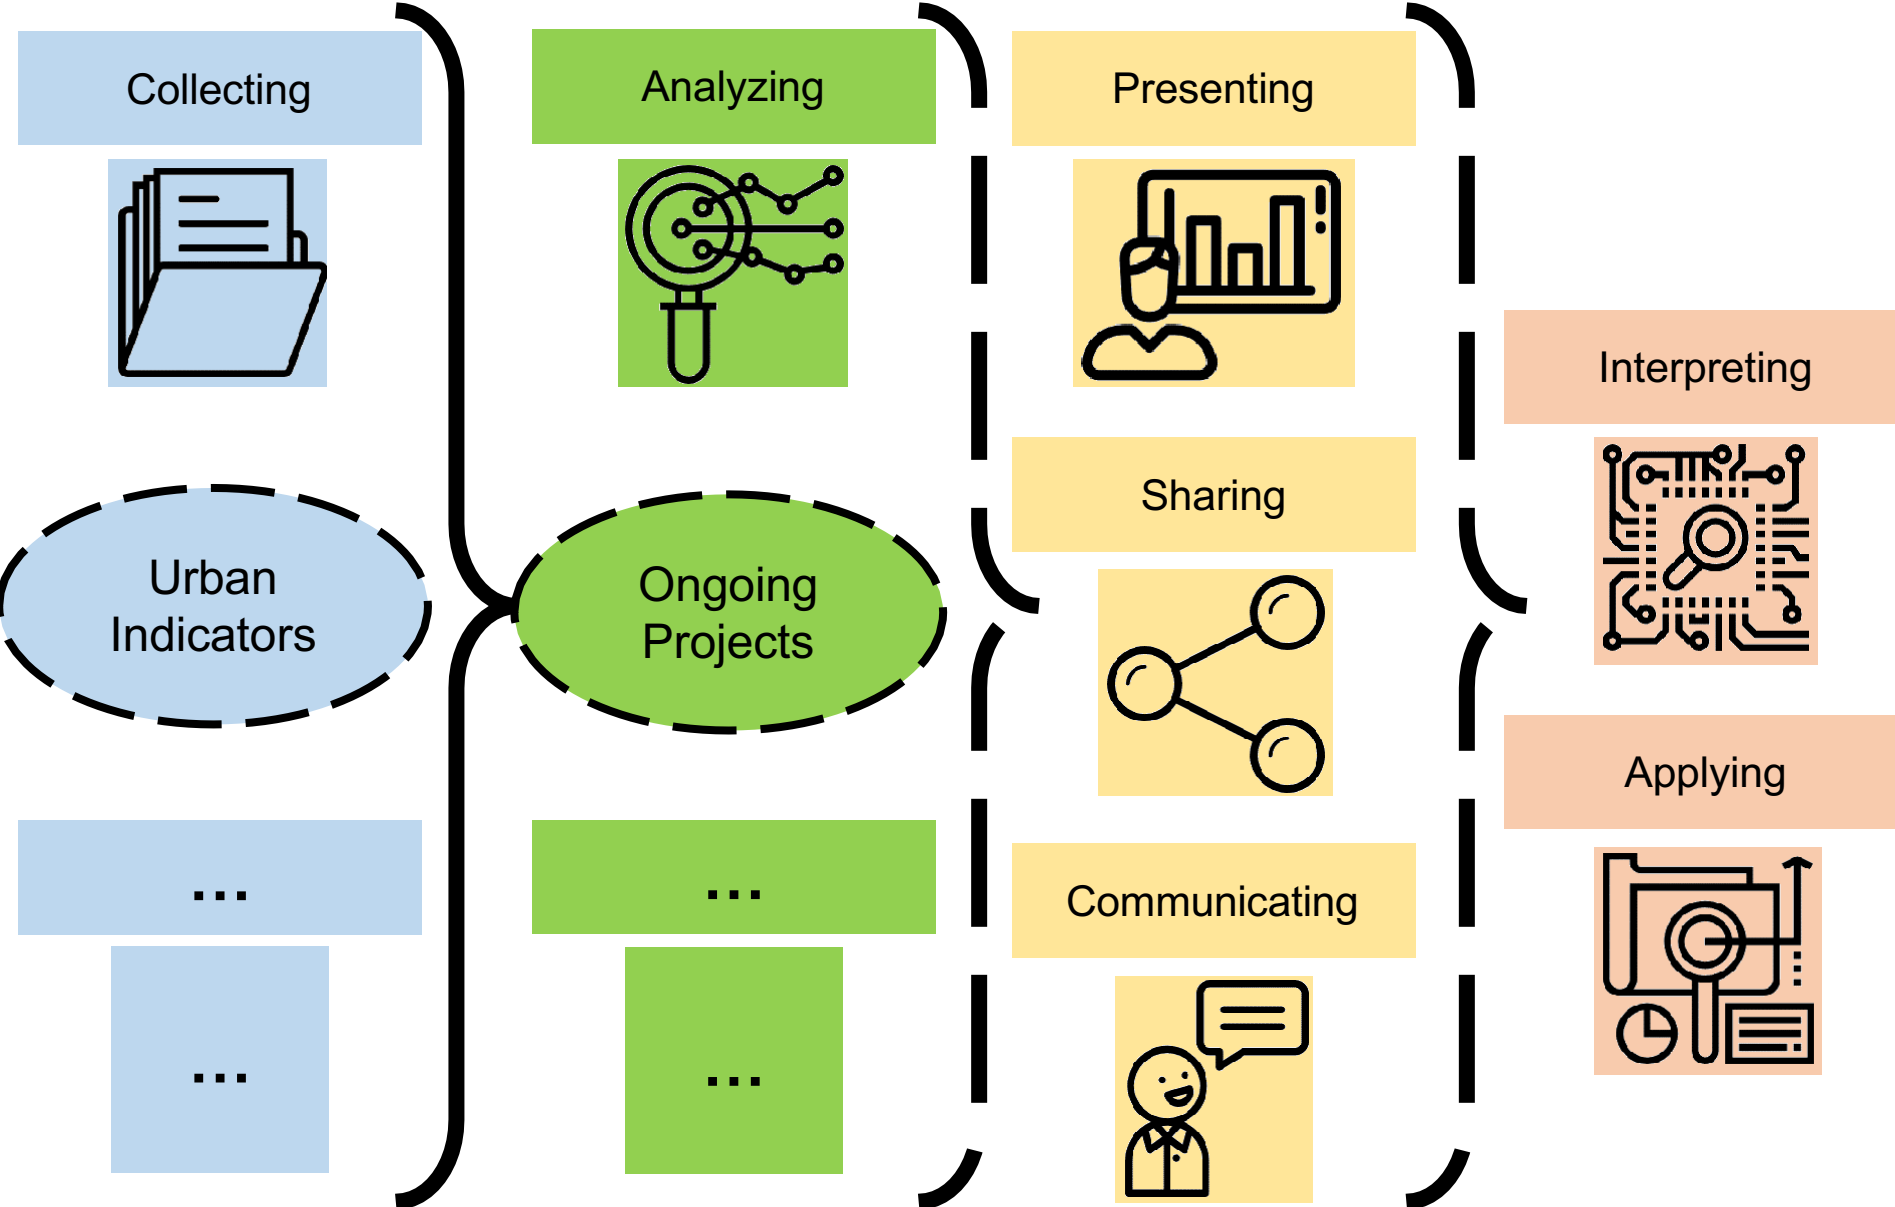 Collecting
Urban
Indicators
...
...
Analyzing
Ongoing
Projects
...
...
Presenting
Sharing
Communicating
Interpreting
Applying